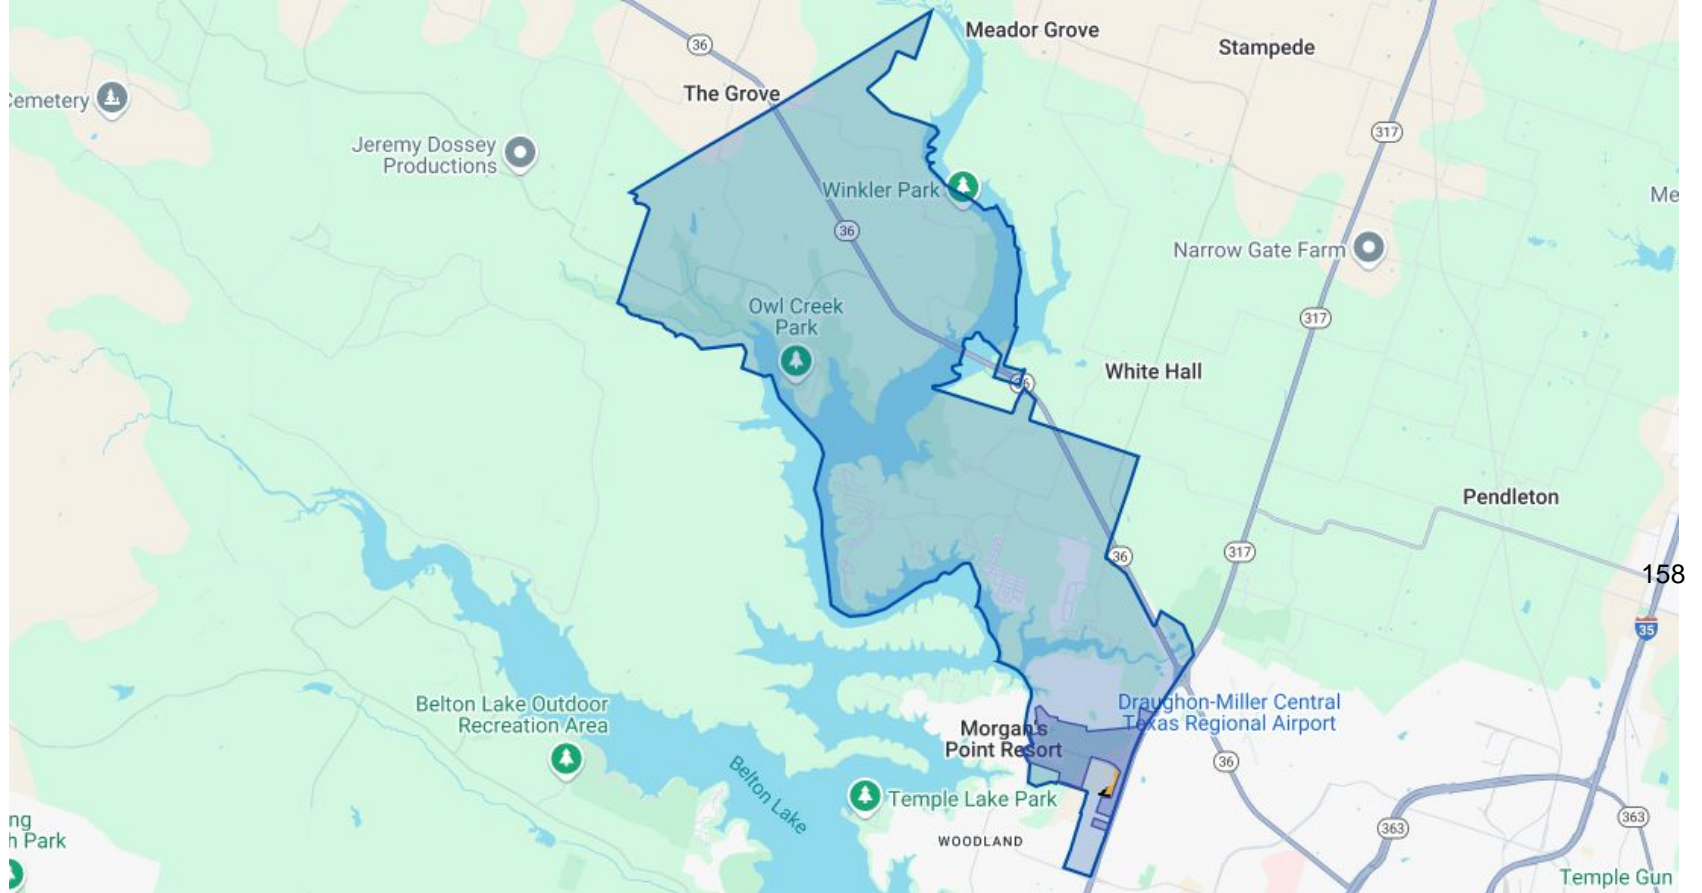 Meador Grove
Stampede
36
The Grove
Cemetery
317
Jeremy Dossey
Productions
Winkler Park
Me
36
Narrow Gate Farm
Owl Creek
Park
317
White Hall
36
Pendleton
36
317
158
35
Belton Lake Outdoor
Recreation Area
Draughon-Miller Central
Texas Regional Airport
Morgan's
Point Resort
36
Belton Lake
Temple Lake Park
ng
h Park
WOODLAND
363
363
Temple Gun